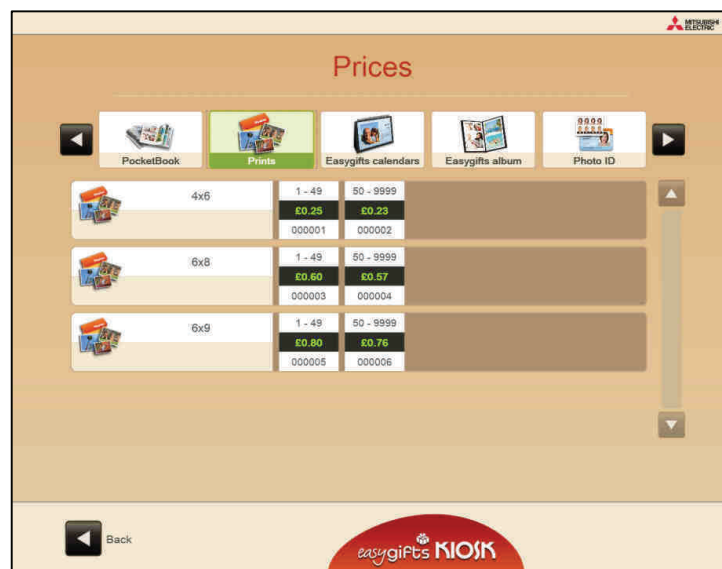 MITSUBISHI
ELECTRIC
Prices
PocketBook
Prints
Easygifts calendars
Easygifts album
Photo ID
4x6
1 - 49
50 - 9999
£0.25
£0.23
000001
000002
6x8
1 - 49
50 - 9999
£0.60
£0.57
000003
000004
6x9
1 - 49
50 - 9999
£0.80
£0.76
000005
000006
Back
easygifts KIOSK